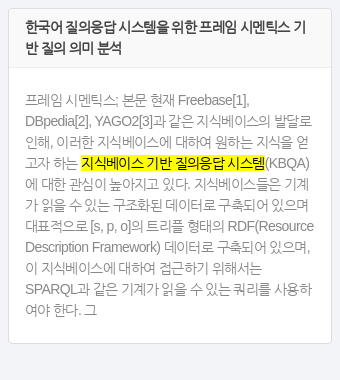 한국어 질의응답 시스템을 위한 프레임 시멘틱스 기
반 질의 의미 분석
프레임 시멘틱스; 본문 현재 Freebase[1],
DBpedia[2], YAGO2[3]과 같은 지식베이스의 발달로
인해, 이러한 지식베이스에 대하여 원하는 지식을 얻
고자 하는 지식베이스 기반 질의응답 시스템(KBQA)
에 대한 관심이 높아지고 있다. 지식베이스들은 기계
가 읽을 수 있는 구조화된 데이터로 구축되어 있으며
대표적으로 [s, p, o]의 트리플 형태의 RDF(Resource
Description Framework) 데이터로 구축되어 있으며,
이 지식베이스에 대하여 접근하기 위해서는
SPARQL과 같은 기계가 읽을 수 있는 쿼리를 사용하
여야 한다. 그